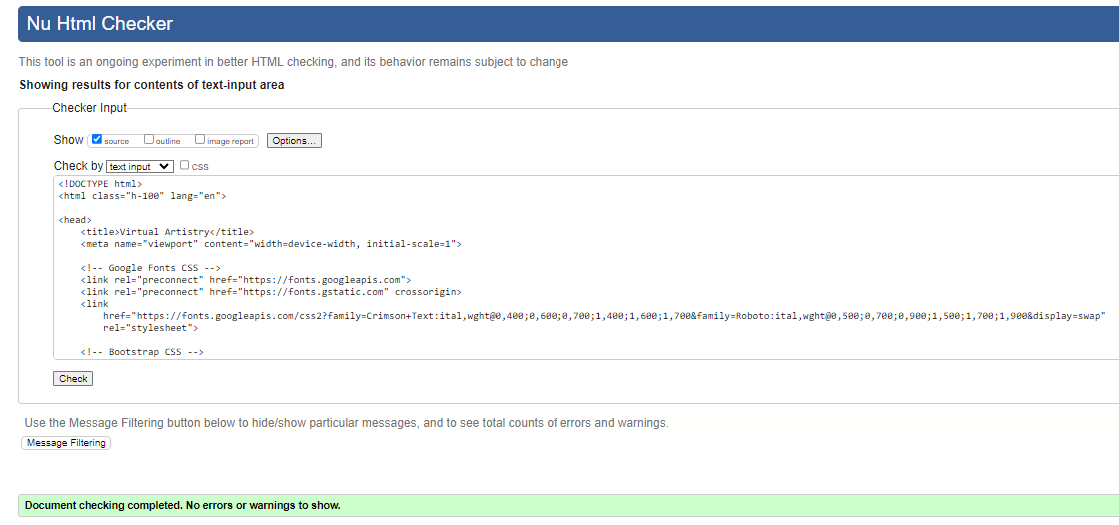 Nu Html Checker
This tool is an ongoing experiment in better HTML checking, and its behavior remains subject to change
Showing results for contents of text-input area
Checker Input
Show source outline image report Options...
Check by text input CSS
<!DOCTYPE html>
<html class="h-100" lang="en">
<head>
<title>Virtual Artistry</title>
<meta name="viewport" content="width=device-width, initial-scale=1">
<!-- Google Fonts CSS -->
<link rel="preconnect" href="https://fonts.googleapis.com">
<link rel="preconnect" href="https://fonts.gstatic.com" crossorigin>
<link
href="https://fonts.googleapis.com/css2?family=Crimson+Text:ital,wght@0,400;0,600;0,700;1,400;1,600;1,700&family=Roboto:ital,wght@0,500;0,700;0,900;1,500;1,700;1,900&display=swap"
rel="stylesheet">
<!-- Bootstrap CSS -->
Check
Use the Message Filtering button below to hide/show particular messages, and to see total counts of errors and warnings.
Message Filtering
Document checking completed. No errors or warnings to show.